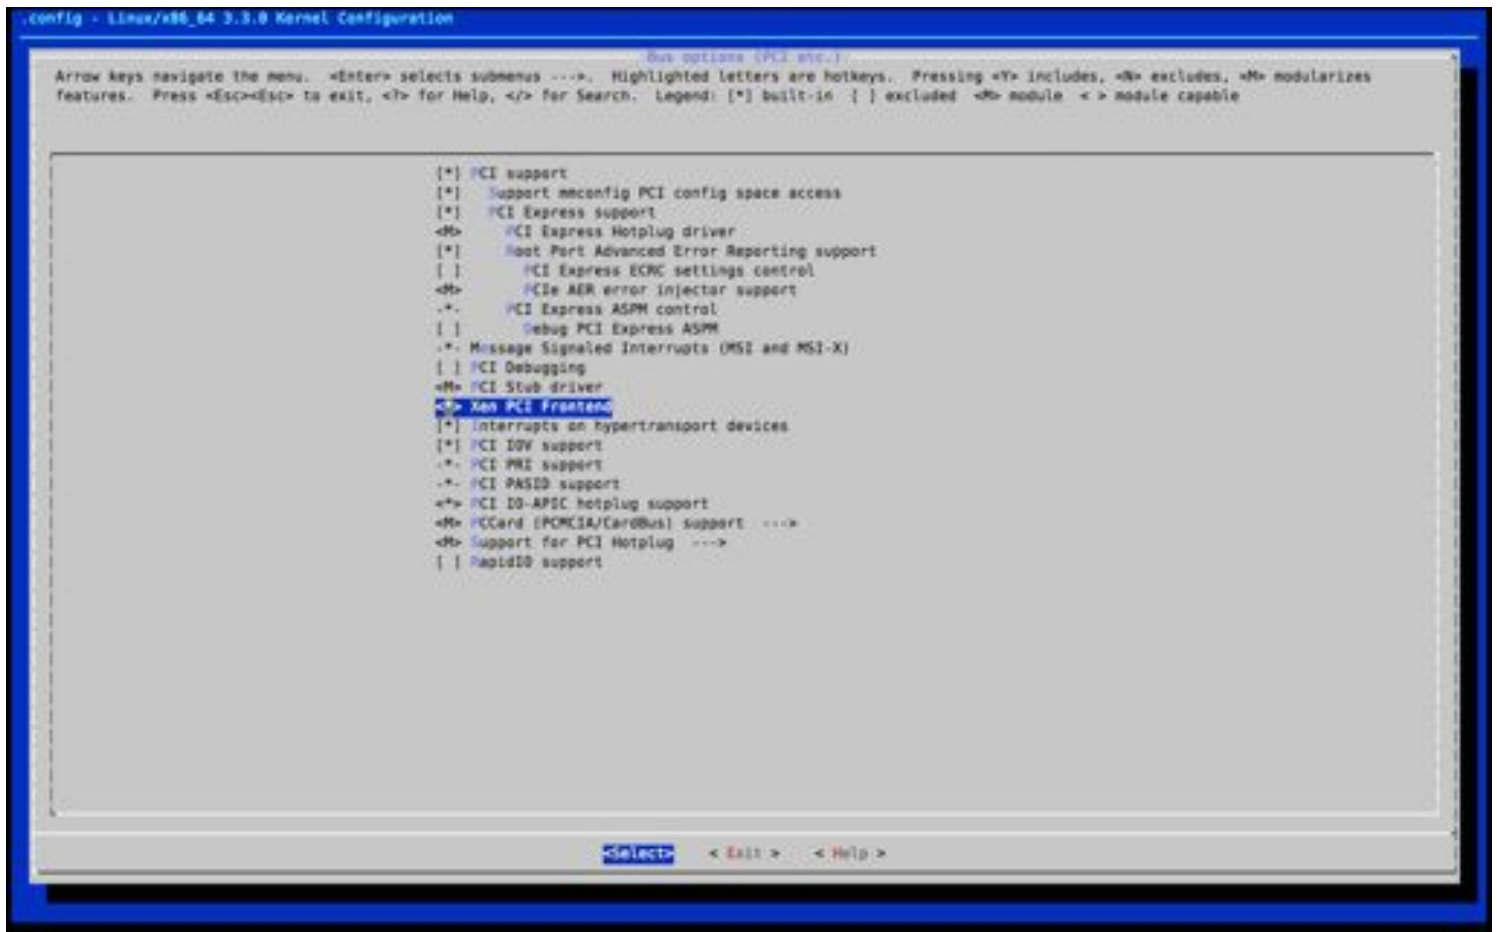 .config - Linux/x86_64 3.3.0 Kernel Configuration
Bus options (PCI etc.)
Arrow keys navigate the menu.  <Enter> selects submenus --->.  Highlighted letters are hotkeys.  Pressing <Y> includes, <N> excludes, <M> modularizes
features.  Press <Esc><Esc> to exit, <?> for Help, </> for Search.  Legend: [*] built-in  [ ] excluded  <M> module  < > module capable
[*] PCI support
[*]   Support mmconfig PCI config space access
[*]   PCI Express support
<M>     PCI Express Hotplug driver
[*]     Root Port Advanced Error Reporting support
[ ]       PCI Express ECRC settings control
<M>       PCIe AER error injector support
-*-     PCI Express ASPM control
[ ]       Debug PCI Express ASPM
-*- Message Signaled Interrupts (MSI and MSI-X)
[ ] PCI Debugging
<M> PCI Stub driver
<*> Xen PCI Frontend
[*] Interrupts on hypertransport devices
[*] PCI IOV support
-*- PCI PRI support
-*- PCI PASID support
<*> PCI IO-APIC hotplug support
<M> PCCard (PCMCIA/CardBus) support  --->
<M> Support for PCI Hotplug  --->
[ ] RapidIO support
<Select>    < Exit >    < Help >